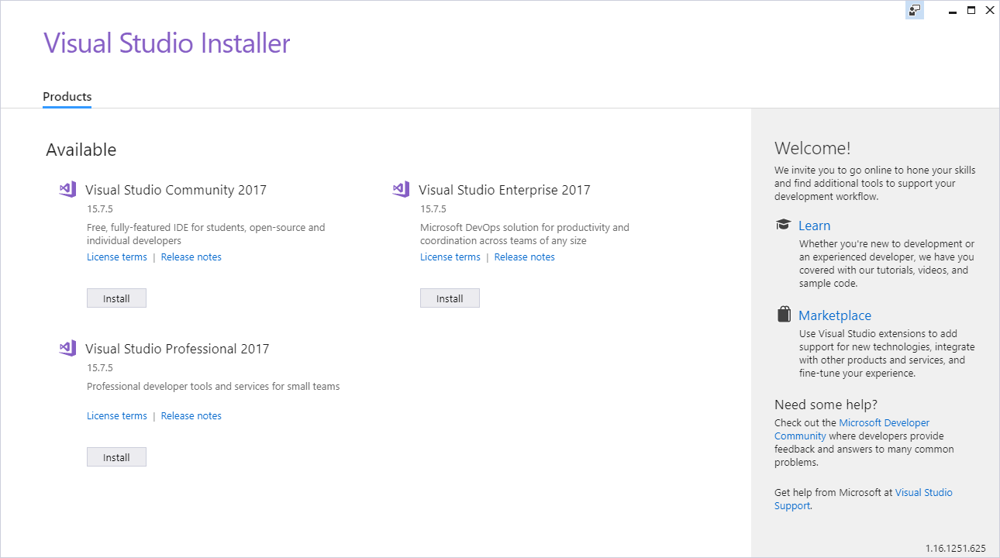 Visual Studio Installer
Products
Available
Visual Studio Community 2017
15.7.5
Free, fully-featured IDE for students, open-source and
individual developers
License terms | Release notes
Install
Visual Studio Enterprise 2017
15.7.5
Microsoft DevOps solution for productivity and
coordination across teams of any size
License terms | Release notes
Install
Visual Studio Professional 2017
15.7.5
Professional developer tools and services for small teams
License terms | Release notes
Install
Welcome!
We invite you to go online to hone your skills
and find additional tools to support your
development workflow.
Learn
Whether you're new to development or
an experienced developer, we have you
covered with our tutorials, videos, and
sample code.
Marketplace
Use Visual Studio extensions to add
support for new technologies, integrate
with other products and services, and
fine-tune your experience.
Need some help?
Check out the Microsoft Developer
Community where developers provide
feedback and answers to many common
problems.
Get help from Microsoft at Visual Studio
Support.
1.16.1251.625